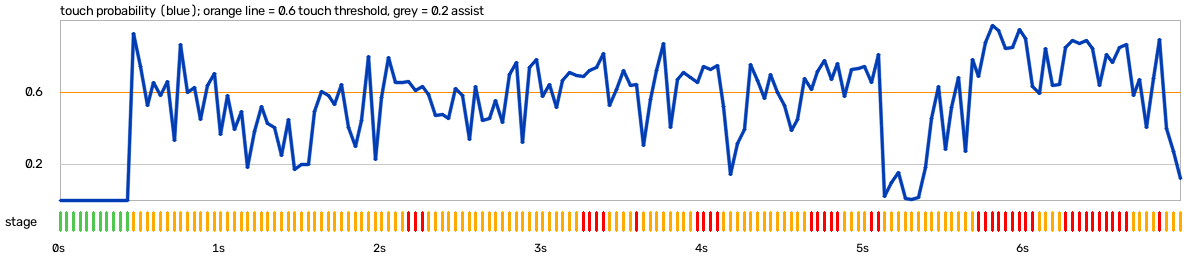 touch probability (blue); orange line = 0.6 touch threshold, grey = 0.2 assist
0.6
0.2
stage
0s 1s 2s 3s 4s 5s 6s